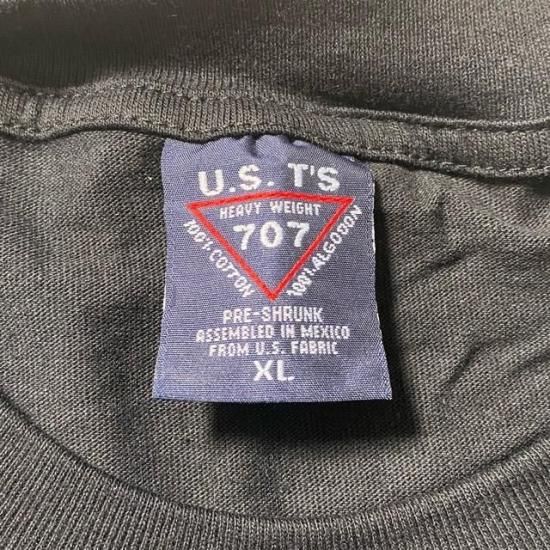 U.S. T'S
HEAVY WEIGHT
707
100% COTTON
100% ALGODON
PRE-SHRUNK
ASSEMBLED IN MEXICO
FROM U.S. FABRIC
XL